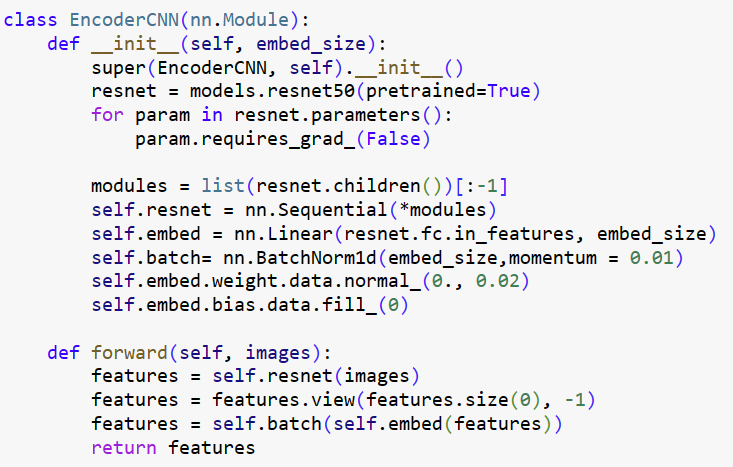 class EncoderCNN(nn.Module):
    def __init__(self, embed_size):
        super(EncoderCNN, self).__init__()
        resnet = models.resnet50(pretrained=True)
        for param in resnet.parameters():
            param.requires_grad_(False)

        modules = list(resnet.children())[:-1]
        self.resnet = nn.Sequential(*modules)
        self.embed = nn.Linear(resnet.fc.in_features, embed_size)
        self.batch= nn.BatchNorm1d(embed_size,momentum = 0.01)
        self.embed.weight.data.normal_(0., 0.02)
        self.embed.bias.data.fill_(0)

    def forward(self, images):
        features = self.resnet(images)
        features = features.view(features.size(0), -1)
        features = self.batch(self.embed(features))
        return features